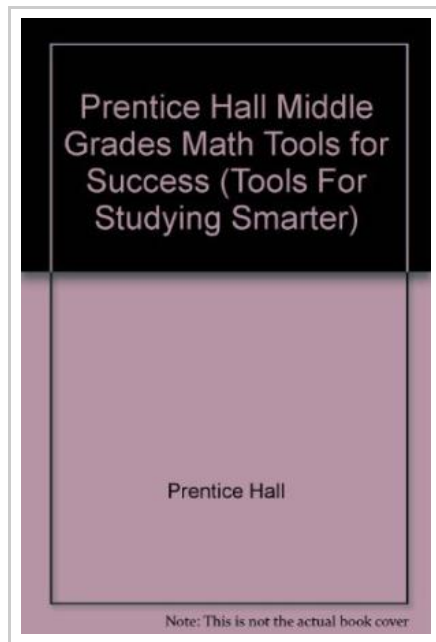 Prentice Hall Middle
Grades Math Tools for
Success (Tools For
Studying Smarter)
Prentice Hall
Note: This is not the actual book cover